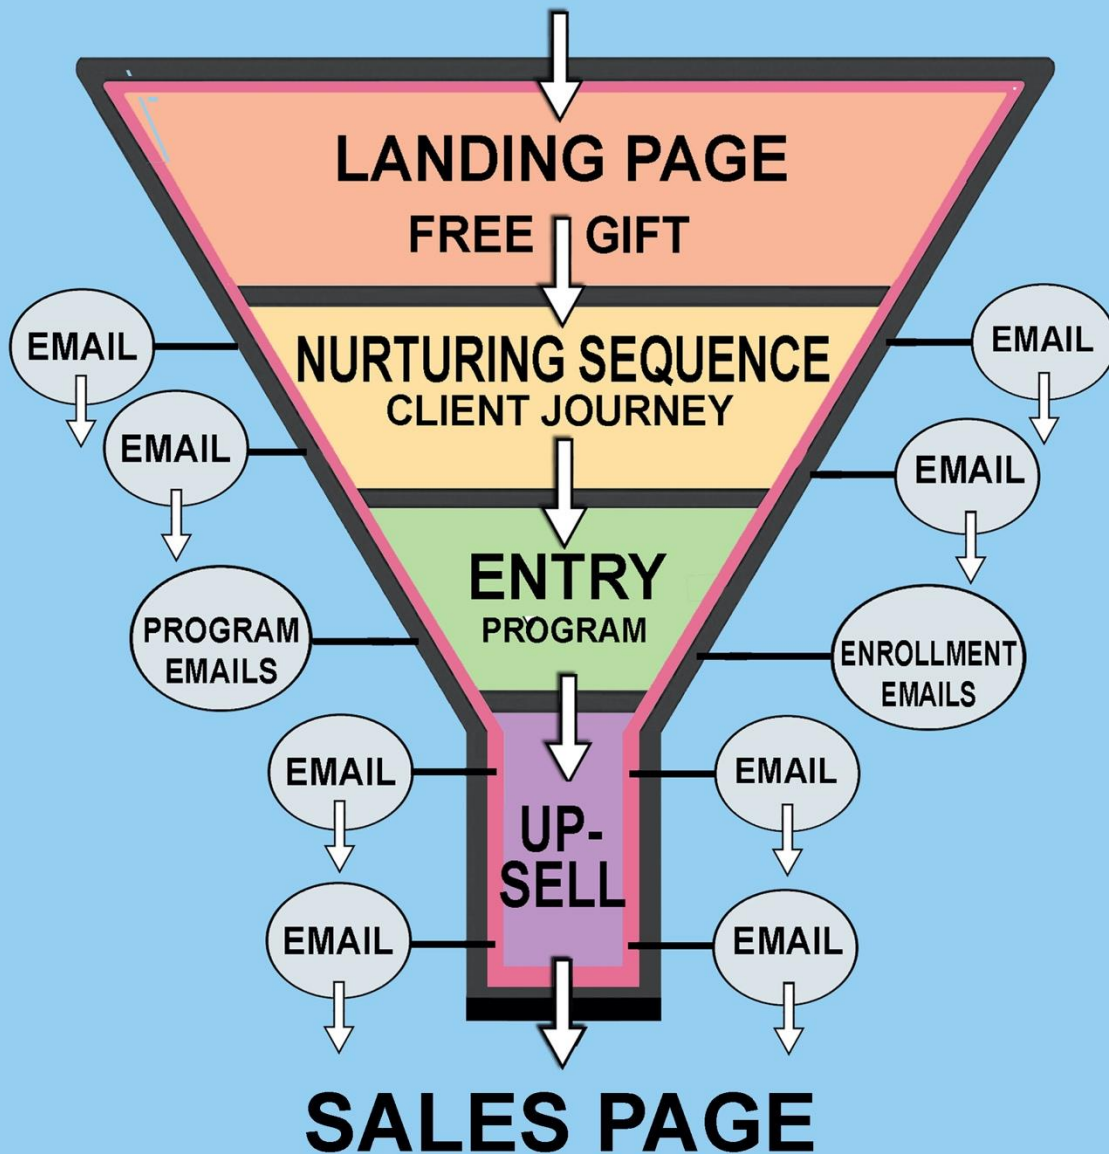 LANDING PAGE
FREE GIFT
NURTURING SEQUENCE
CLIENT JOURNEY
EMAIL
EMAIL
EMAIL
EMAIL
ENTRY
PROGRAM
PROGRAM
EMAILS
ENROLLMENT
EMAILS
EMAIL
EMAIL
UP-
SELL
EMAIL
EMAIL
SALES PAGE